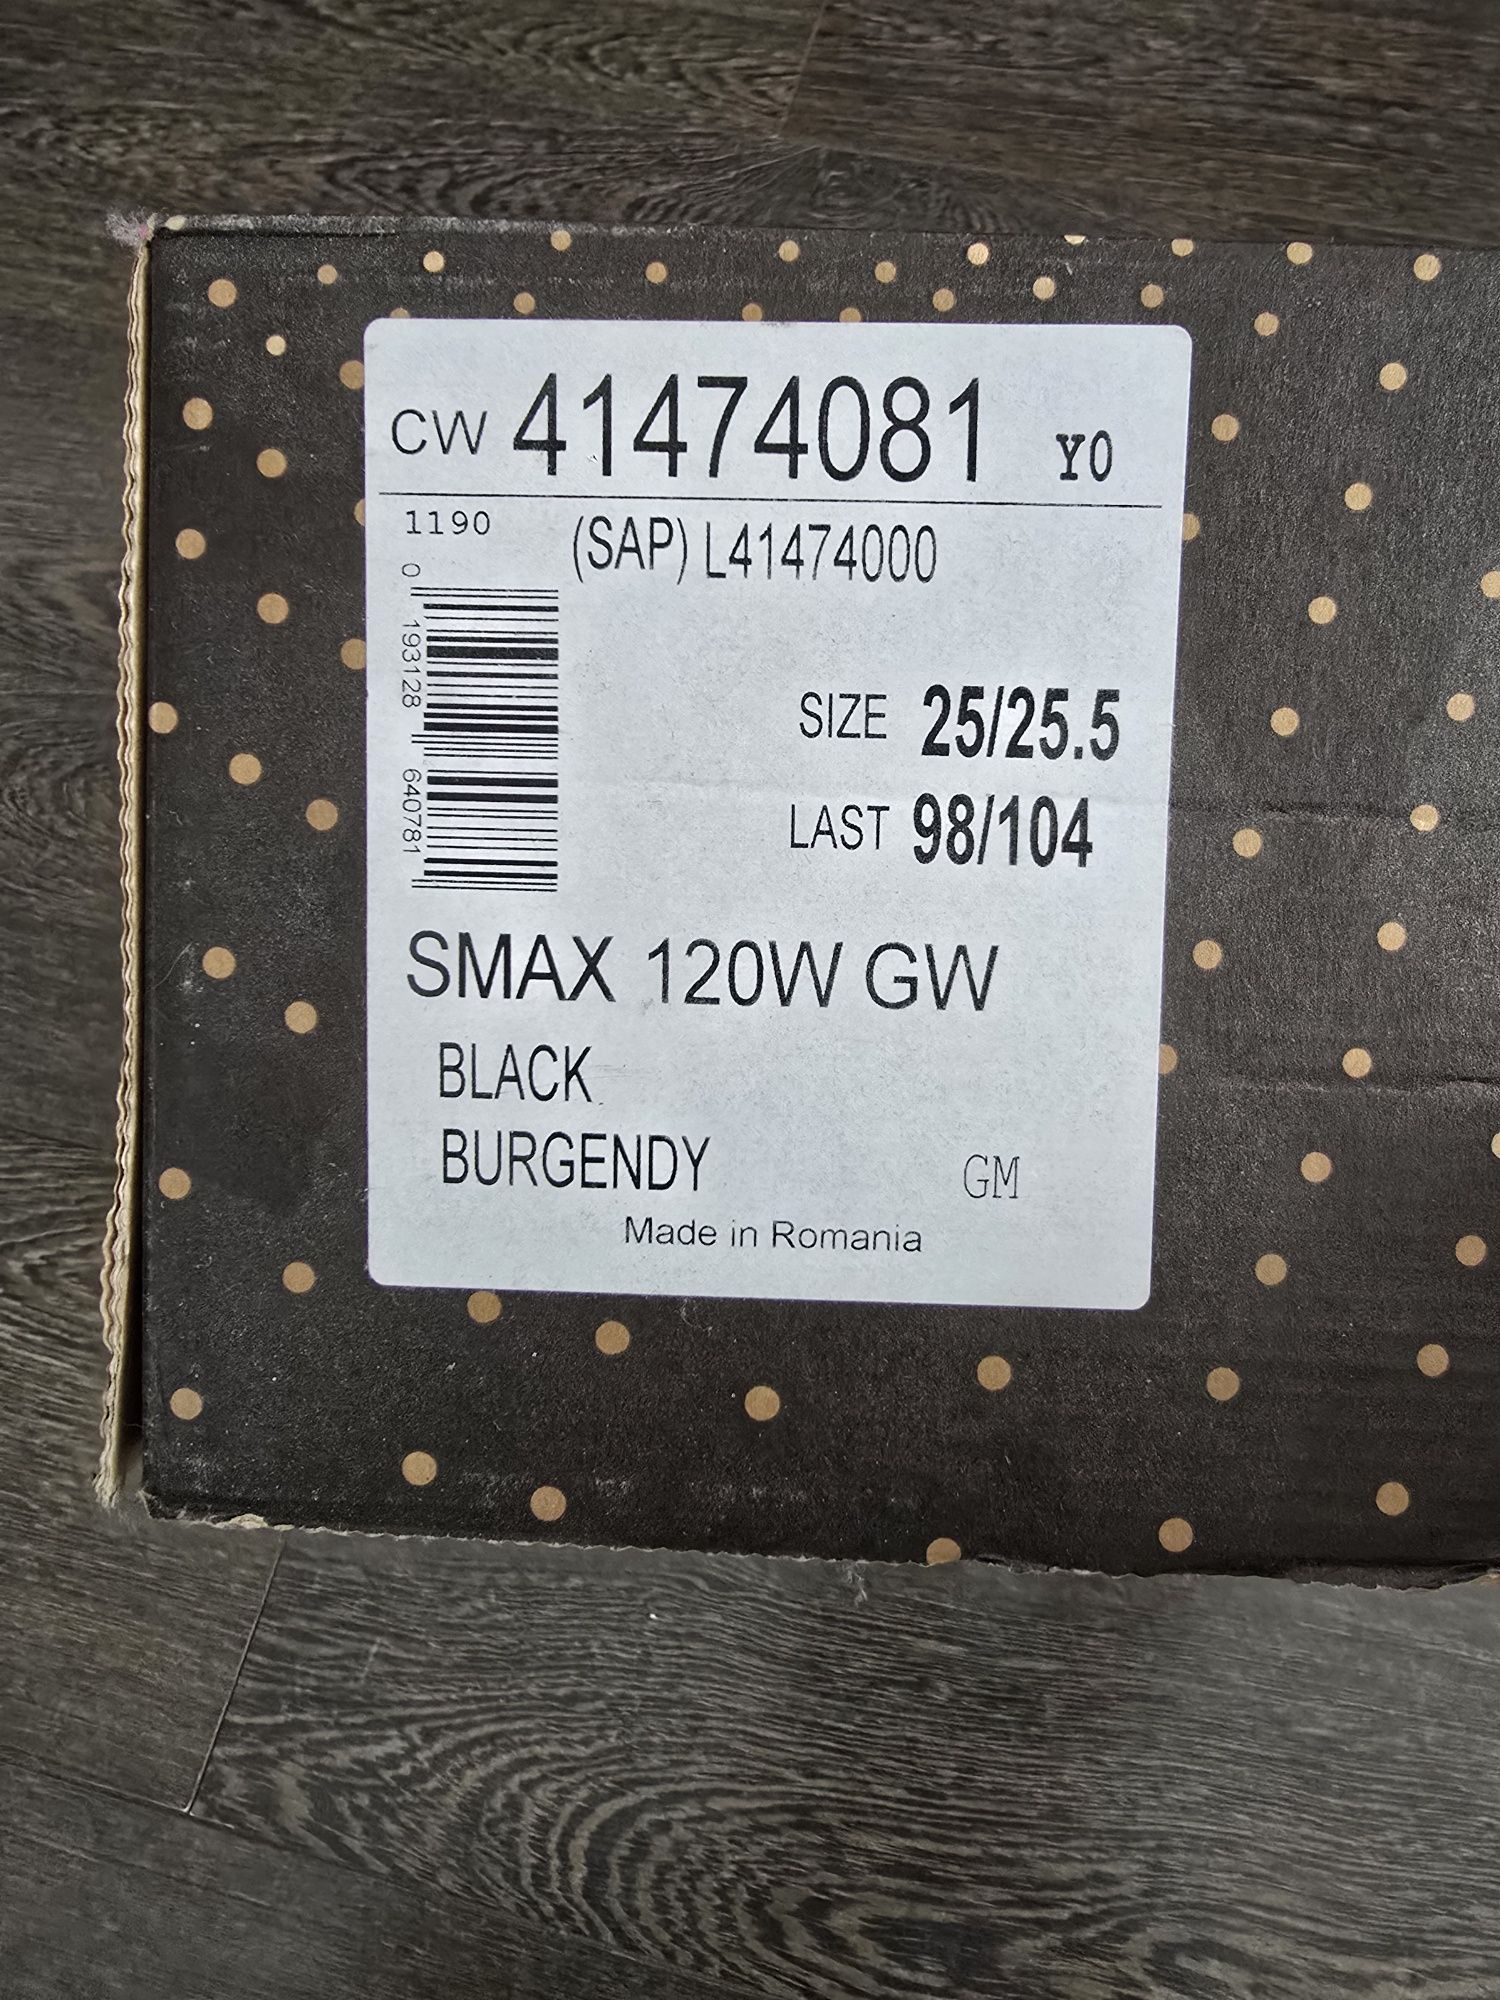 CW 41474081 Y0
1190 (SAP) L41474000
0 193128 640781
SIZE 25/25.5
LAST 98/104
SMAX 120W GW
BLACK
BURGENDY GM
Made in Romania